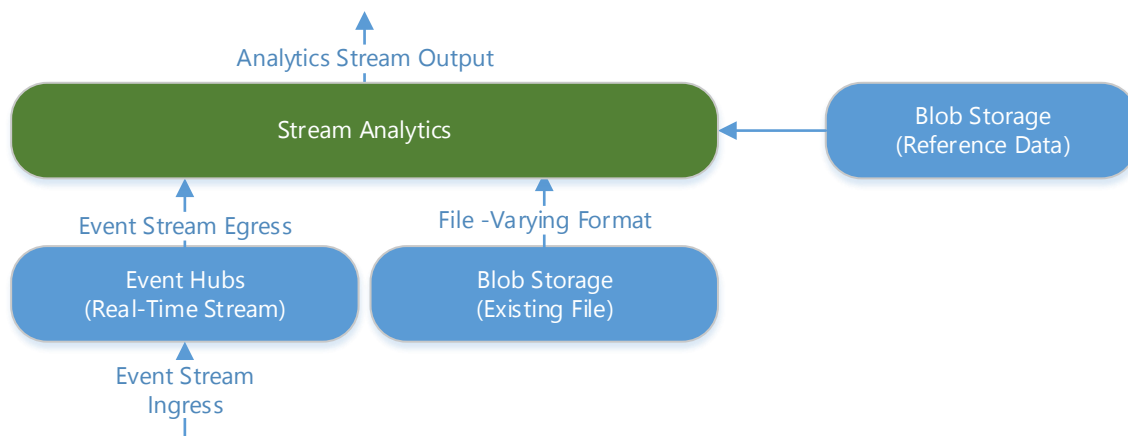 Analytics Stream Output
Stream Analytics
Blob Storage
(Reference Data)
Event Stream Egress
File -Varying Format
Event Hubs
(Real-Time Stream)
Blob Storage
(Existing File)
Event Stream
Ingress